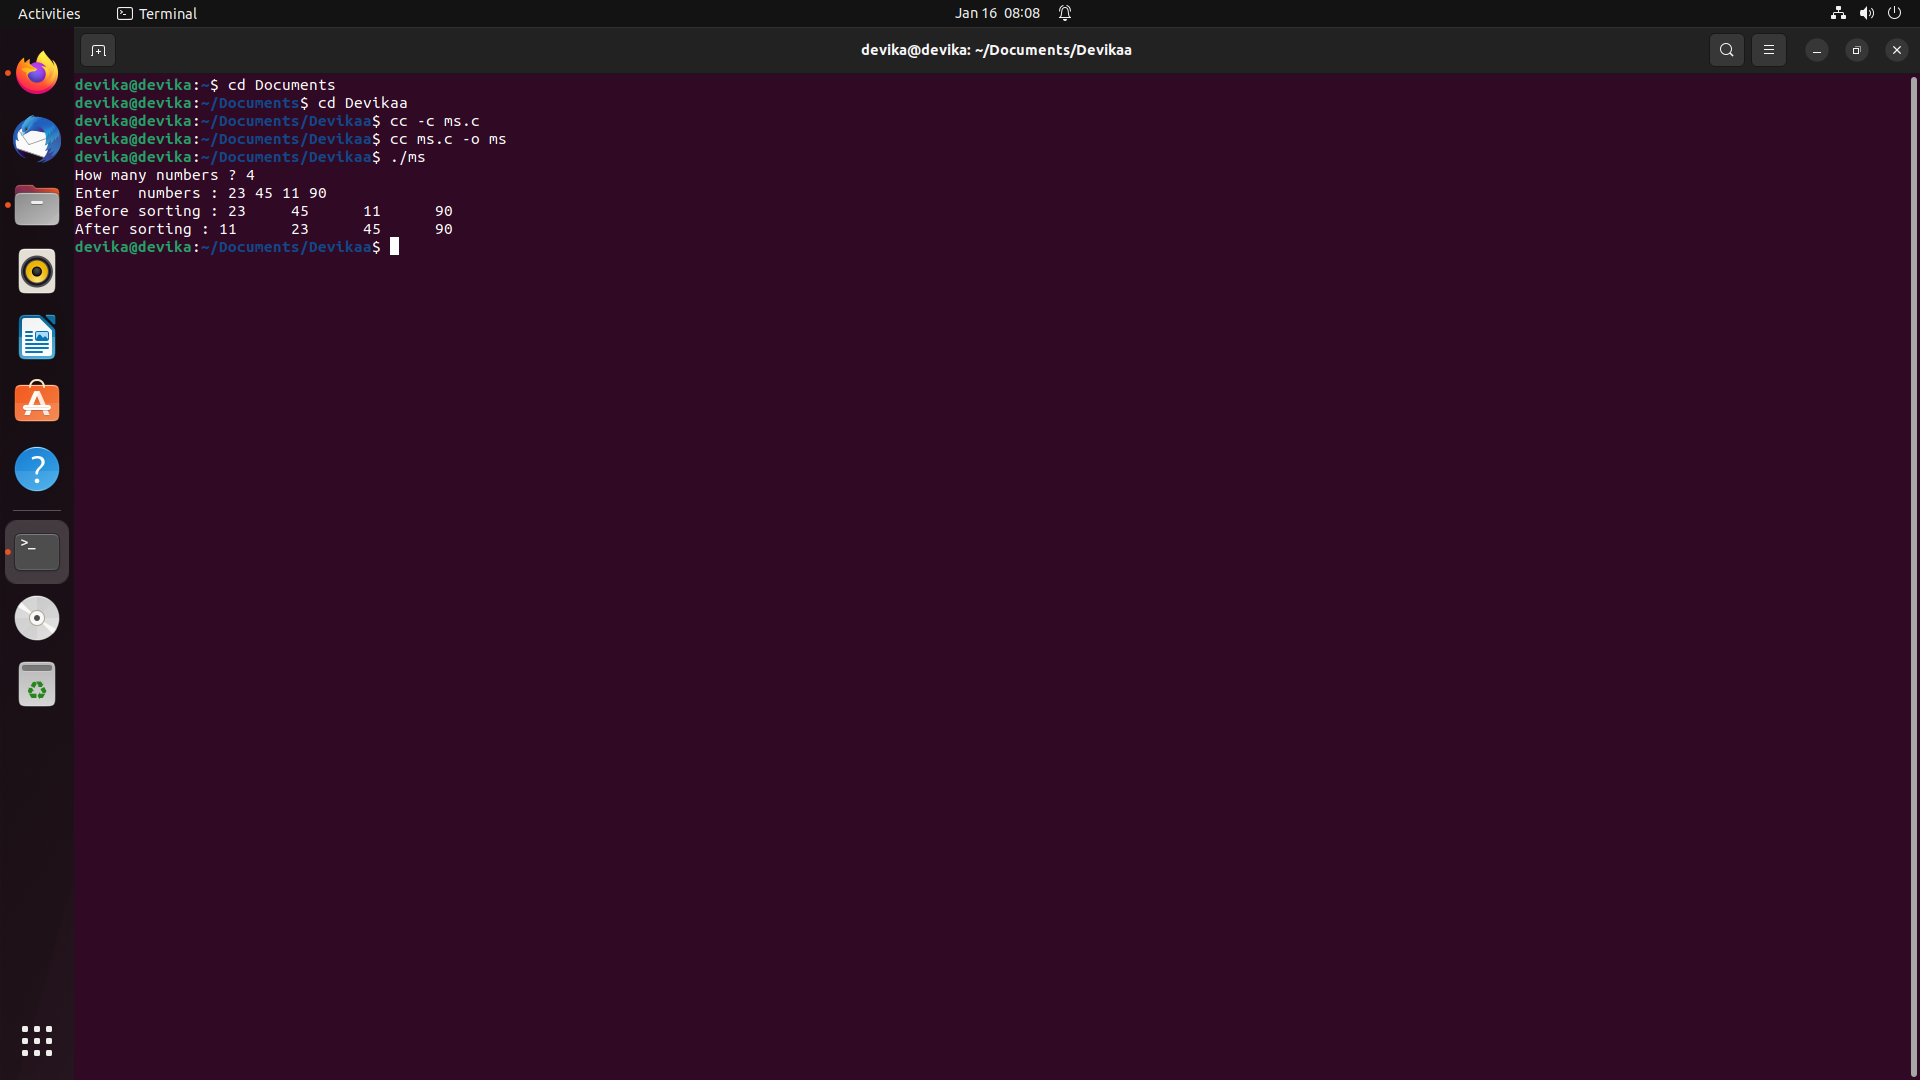 Activities Terminal Jan 16 08:08
devika@devika: ~/Documents/Devikaa
devika@devika:~$ cd Documents
devika@devika:~/Documents$ cd Devikaa
devika@devika:~/Documents/Devikaa$ cc -c ms.c
devika@devika:~/Documents/Devikaa$ cc ms.c -o ms
devika@devika:~/Documents/Devikaa$ ./ms
How many numbers ? 4
Enter  numbers : 23 45 11 90
Before sorting : 23     45      11      90
After sorting : 11      23      45      90
devika@devika:~/Documents/Devikaa$